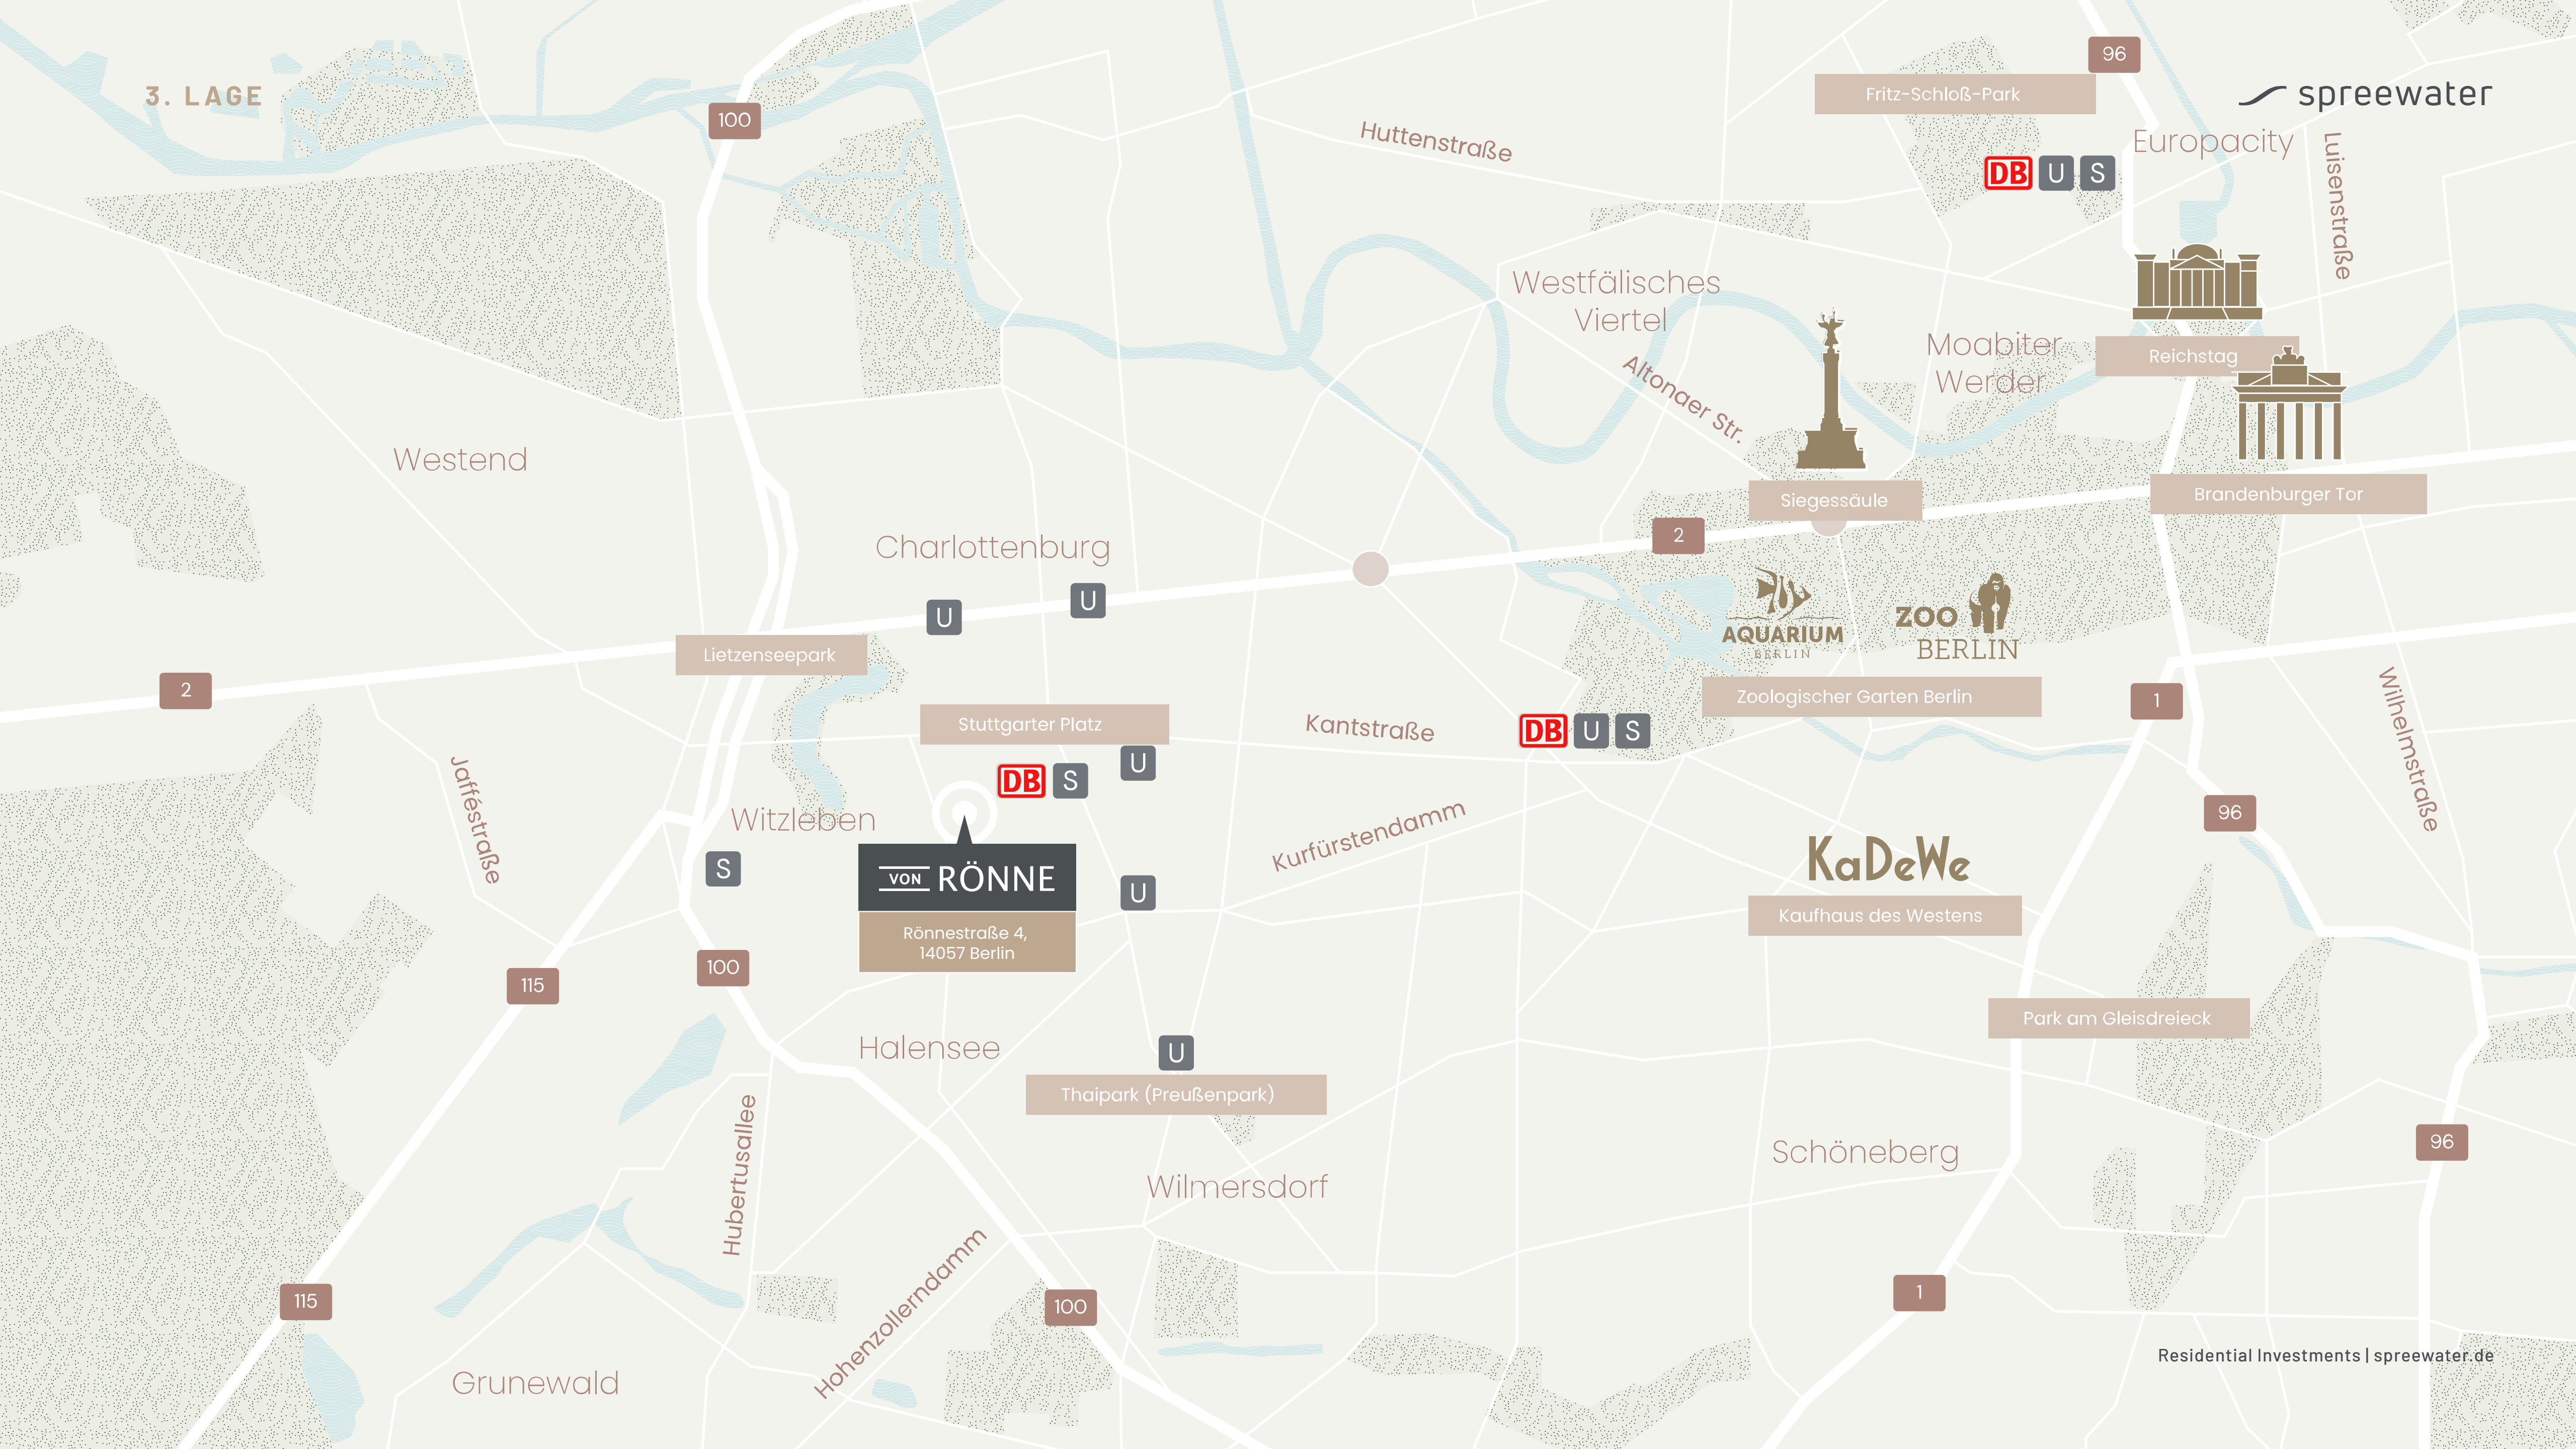 3. LAGE
spreewater
96
Fritz-Schloß-Park
100
Huttenstraße
Europacity
Luisenstraße
DB U S
Westfälisches
Viertel
Moabiter
Werder
Reichstag
Altonaer Str.
Westend
Siegessäule
Brandenburger Tor
2
Charlottenburg
U
U
AQUARIUM
BERLIN
ZOO
BERLIN
Lietzenseepark
2
Zoologischer Garten Berlin
1
Stuttgarter Platz
Kantstraße
DB U S
Wilhelmstraße
Jafféstraße
DB S
U
Witzleben
Kurfürstendamm
96
S
VON RÖNNE
U
KaDeWe
Kaufhaus des Westens
Rönnestraße 4,
14057 Berlin
100
115
Park am Gleisdreieck
Halensee
U
Thaipark (Preußenpark)
Hubertusallee
Wilmersdorf
Schöneberg
96
115
Hohenzollerndamm
100
1
Grunewald
Residential Investments | spreewater.de